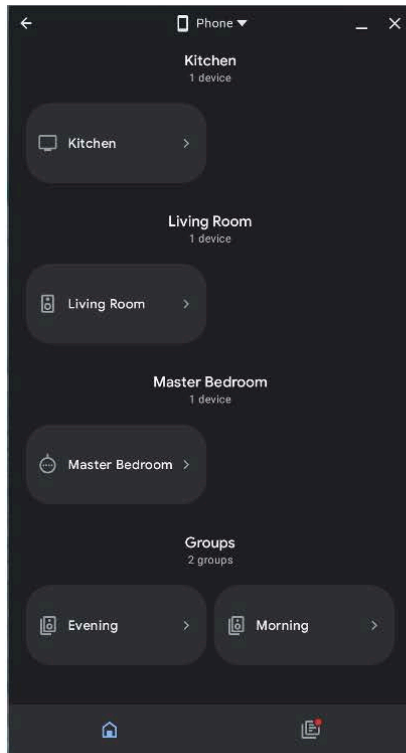 Phone
Kitchen
1 device
Kitchen
Living Room
1 device
Living Room
Master Bedroom
1 device
Master Bedroom
Groups
2 groups
Evening
Morning